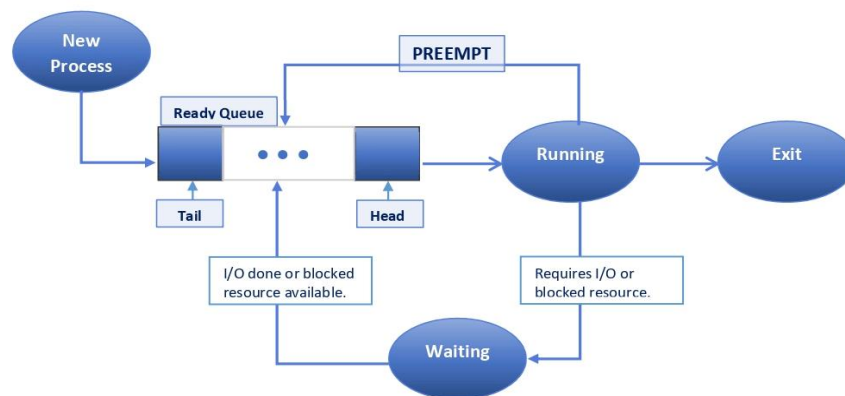 New
Process
PREEMPT
Ready Queue
Running
Exit
Tail
Head
I/O done or blocked
resource available.
Requires I/O or
blocked resource.
Waiting